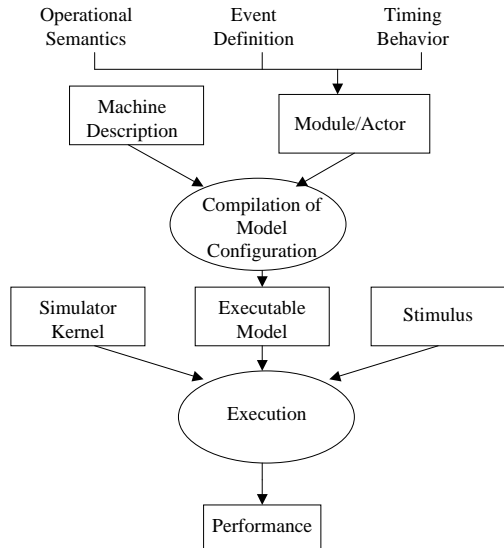 Operational
Semantics
Event
Definition
Timing
Behavior
Machine
Description
Module/Actor
Compilation of
Model
Configuration
Simulator
Kernel
Executable
Model
Stimulus
Execution
Performance